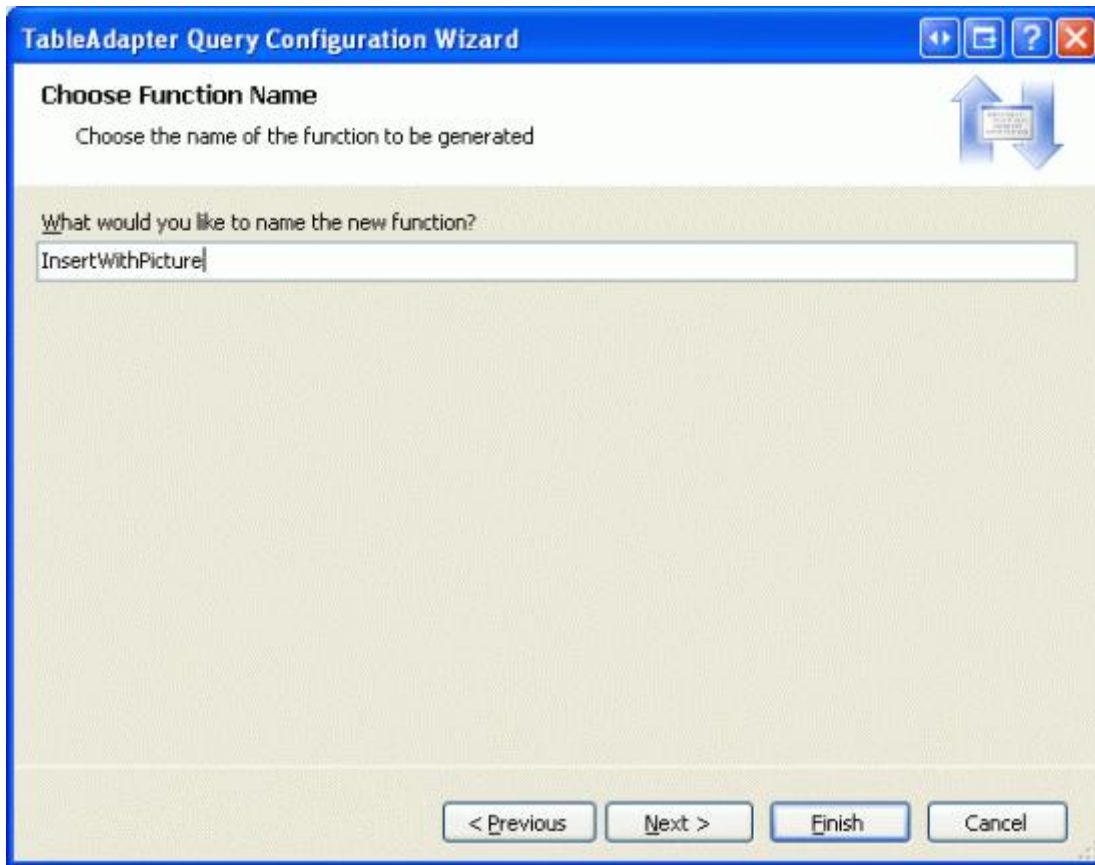 TableAdapter Query Configuration Wizard
Choose Function Name
Choose the name of the function to be generated
What would you like to name the new function?
InsertWithPicture
< Previous Next > Finish Cancel